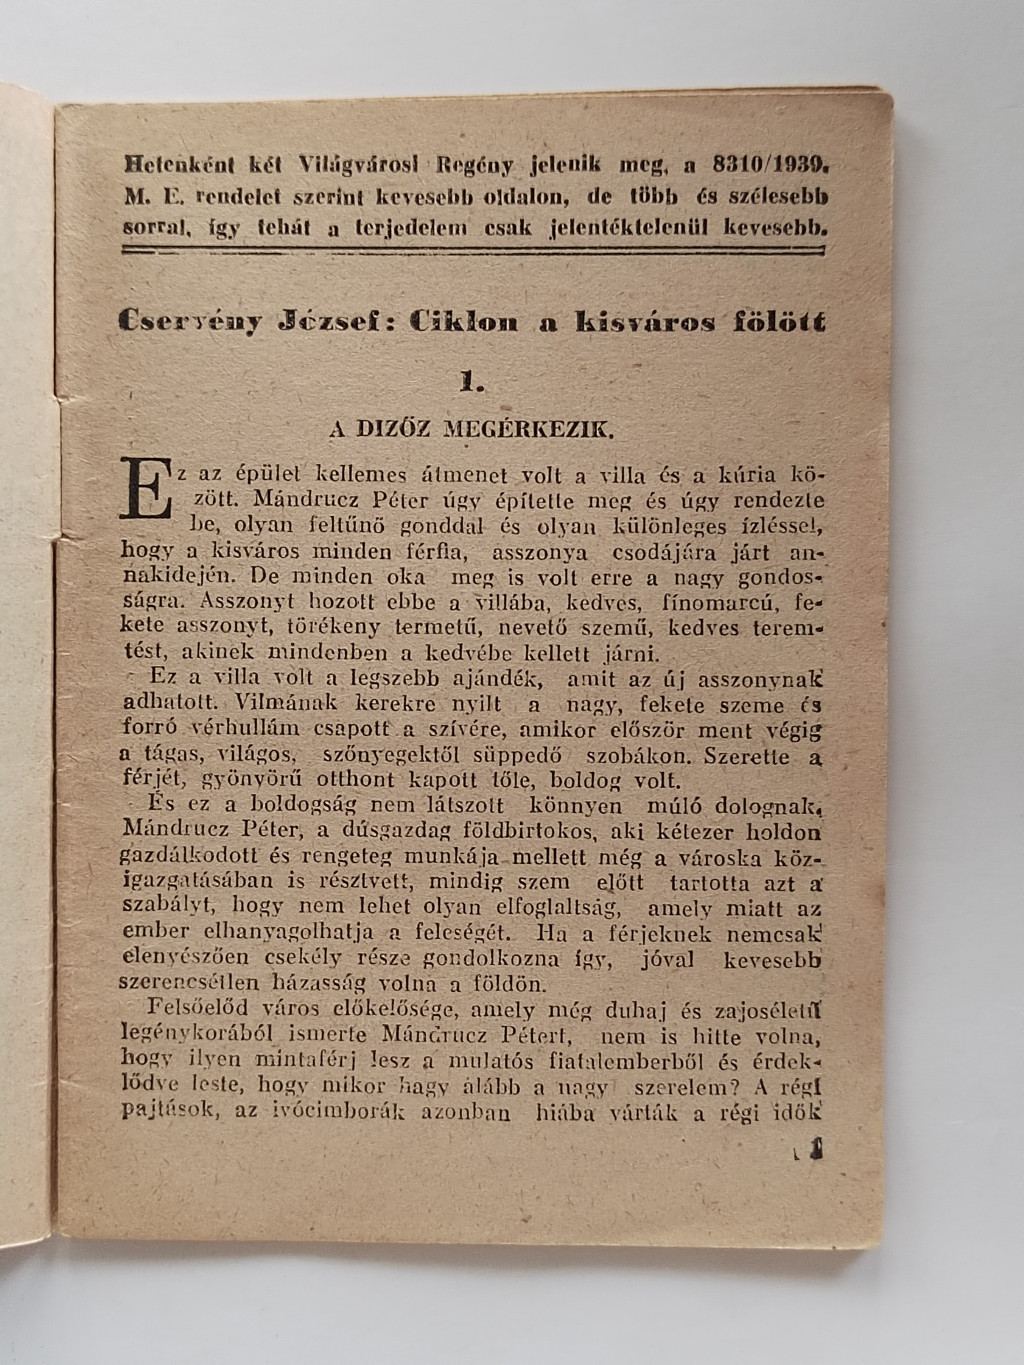 Hetenként két Világvárosi Regény jelenik meg, a 8310/1939.
M. E. rendelet szerint kevesebb oldalon, de több és szélesebb
sorral, így tehát a terjedelem csak jelentéktelenül kevesebb.
Cservény József: Ciklon a kisváros fölött
1.
A DIZŐZ MEGÉRKEZIK.
Ez az épület kellemes átmenet volt a villa és a kúria kö-
zött. Mándrucz Péter úgy építette meg és úgy rendezte
be, olyan feltűnő gonddal és olyan különleges ízléssel,
hogy a kisváros minden férfia, asszonya csodájára járt an-
nakidején. De minden oka meg is volt erre a nagy gondos-
ságra. Asszonyt hozott ebbe a villába, kedves, fínomarcú, fe-
kete asszonyt, törékeny termetű, nevető szemű, kedves terem-
tést, akinek mindenben a kedvébe kellett járni.
Ez a villa volt a legszebb ajándék, amit az új asszonynak
adhatott. Vilmának kerekre nyilt a nagy, fekete szeme és
forró vérhullám csapott a szívére, amikor először ment végig
a tágas, világos, szőnyegektől süppedő szobákon. Szerette a
férjét, gyönyörű otthont kapott tőle, boldog volt.
És ez a boldogság nem látszott könnyen múló dolognak.
Mándrucz Péter, a dúsgazdag földbirtokos, aki kétezer holdon
gazdálkodott és rengeteg munkája mellett még a városka köz-
igazgatásában is résztvett, mindig szem előtt tartotta azt a
szabályt, hogy nem lehet olyan elfoglaltság, amely miatt az
ember elhanyagolhatja a feleségét. Ha a férjeknek nemcsak
elenyészően csekély része gondolkozna így, jóval kevesebb
szerencsétlen házasság volna a földön.
Felsőelőd város előkelősége, amely még duhaj és zajoséletű
legénykorából ismerte Mándrucz Pétert, nem is hitte volna,
hogy ilyen mintaférj lesz a mulatós fiatalemberből és érdek-
lődve leste, hogy mikor hagy alább a nagy szerelem? A régi
pajtások, az ivócimborák azonban hiába várták a régi idők
1